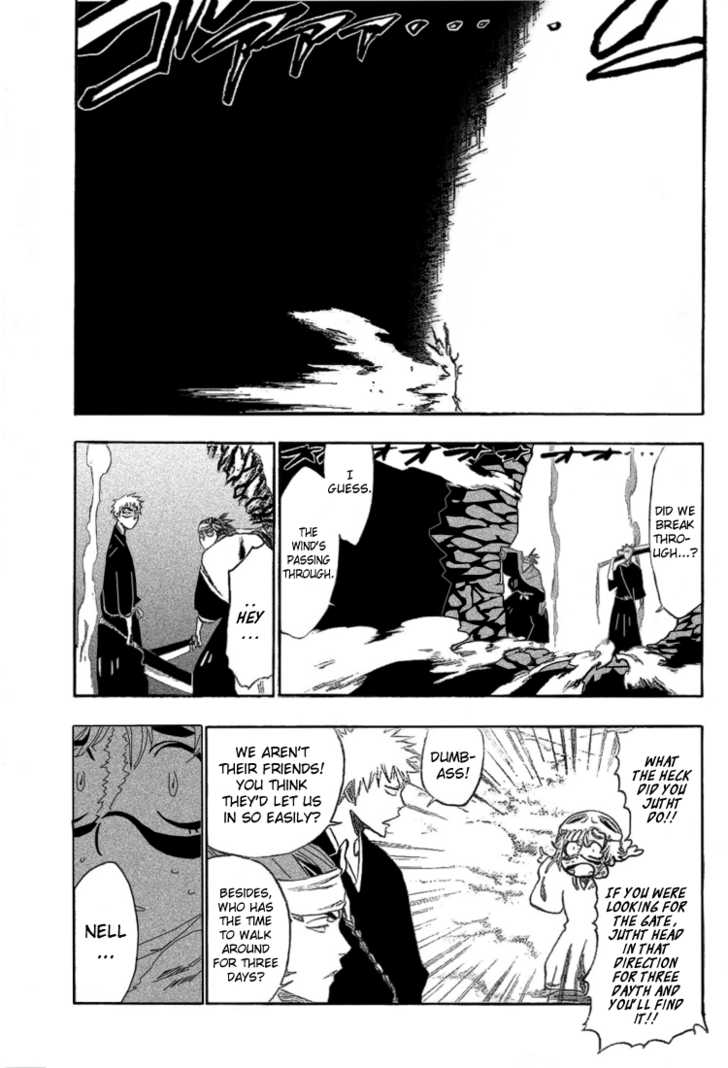 DID WE
BREAK
THRO-
UGH...?
I
GUESS.
THE
WIND'S
PASSING
THROUGH.
..
HEY
...
WHAT
THE HECK
DID YOU
JUTHT
DO!!
IF YOU WERE
LOOKING FOR
THE GATE,
JUTHT HEAD
IN THAT
DIRECTION
FOR THREE
DAYTH AND
YOU'LL FIND
IT!!
DUMB-
ASS!
WE AREN'T
THEIR FRIENDS!
YOU THINK
THEY'D LET US
IN SO EASILY?
BESIDES,
WHO HAS
THE TIME
TO WALK
AROUND
FOR THREE
DAYS?
NELL
...